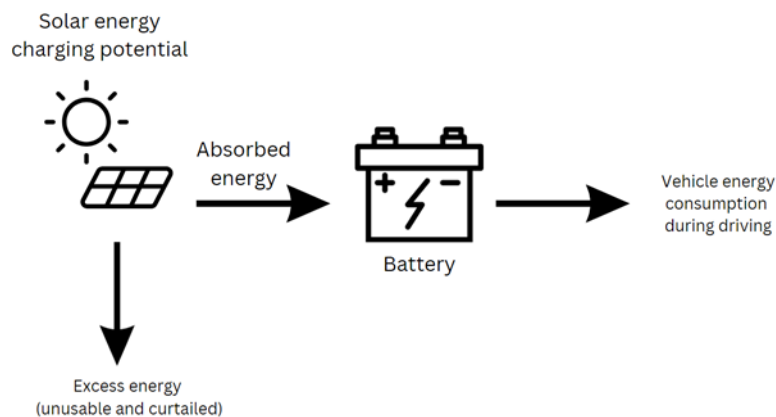 Solar energy
charging potential
Absorbed
energy
+
−
Battery
Vehicle energy
consumption
during driving
Excess energy
(unusable and curtailed)